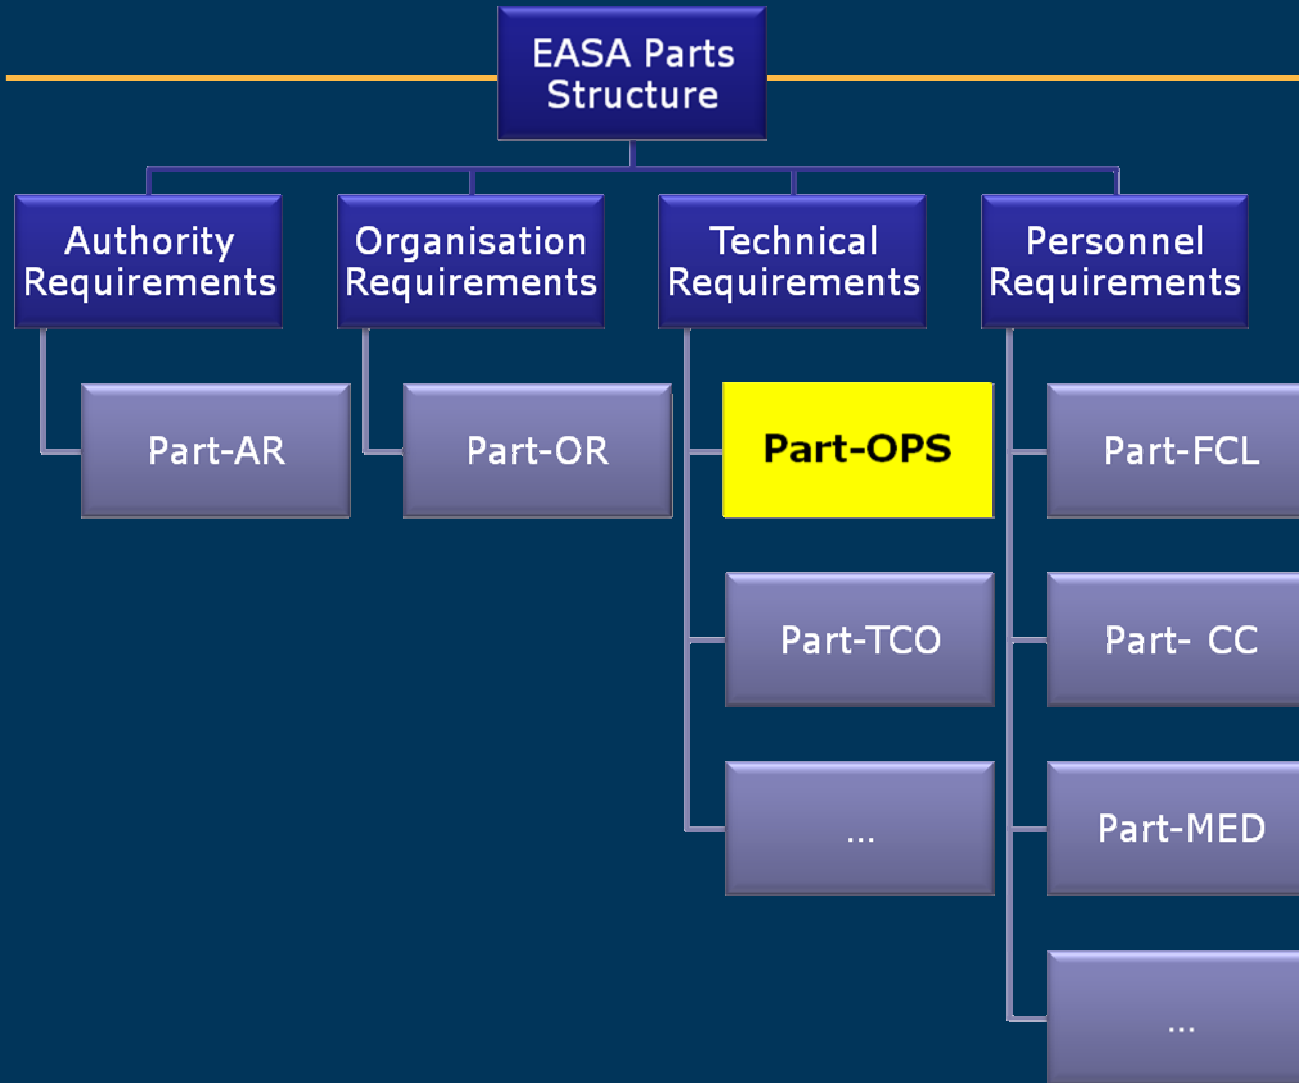 EASA Parts
Structure
Authority
Requirements
Organisation
Requirements
Technical
Requirements
Personnel
Requirements
Part-AR
Part-OR
Part-OPS
Part-FCL
Part-TCO
Part- CC
...
Part-MED
...